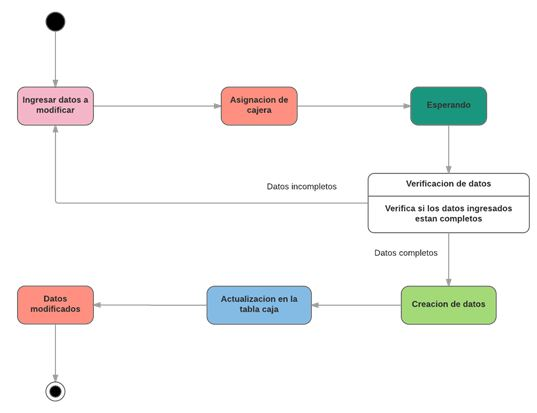 Ingresar datos a
modificar
Asignacion de
cajera
Esperando
Verificacion de datos
Verifica si los datos ingresados
estan completos
Datos incompletos
Datos completos
Creacion de datos
Actualizacion en la
tabla caja
Datos
modificados